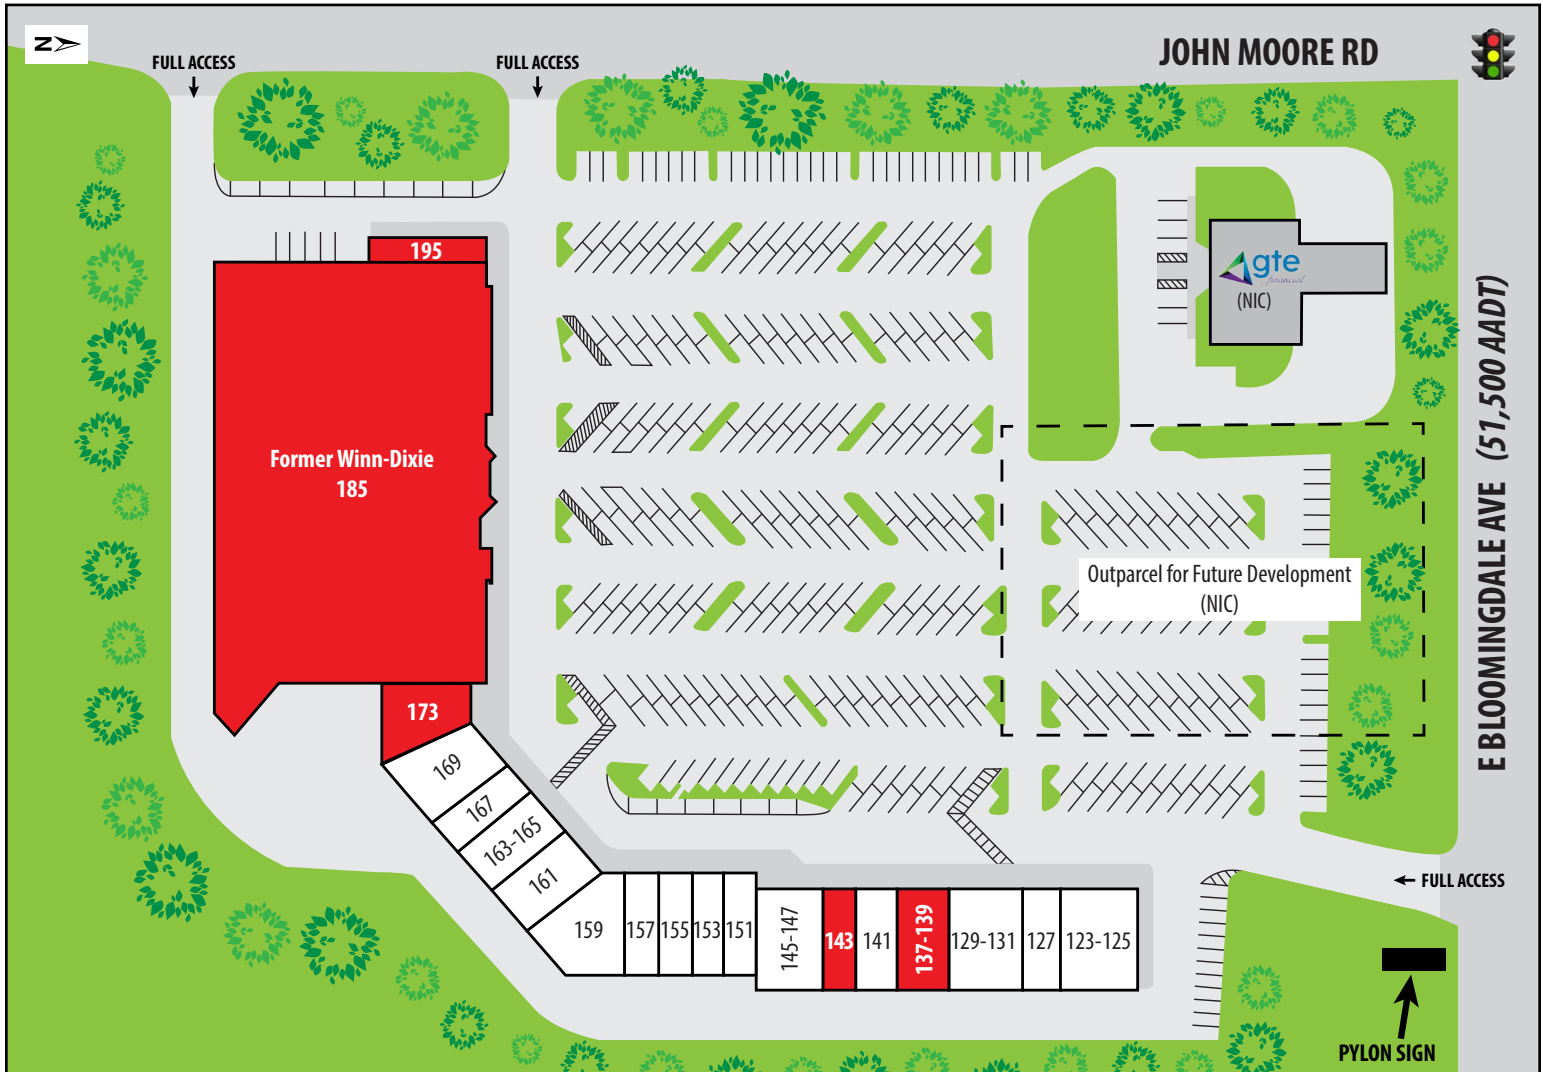 N
JOHN MOORE RD
FULL ACCESS
FULL ACCESS
195
gte
financial
(NIC)
E BLOOMINGDALE AVE (51,500 AADT)
Former Winn-Dixie
185
Outparcel for Future Development
(NIC)
173
169
167
163-165
161
159
157
155
153
151
145-147
143
141
137-139
129-131
127
123-125
FULL ACCESS
PYLON SIGN